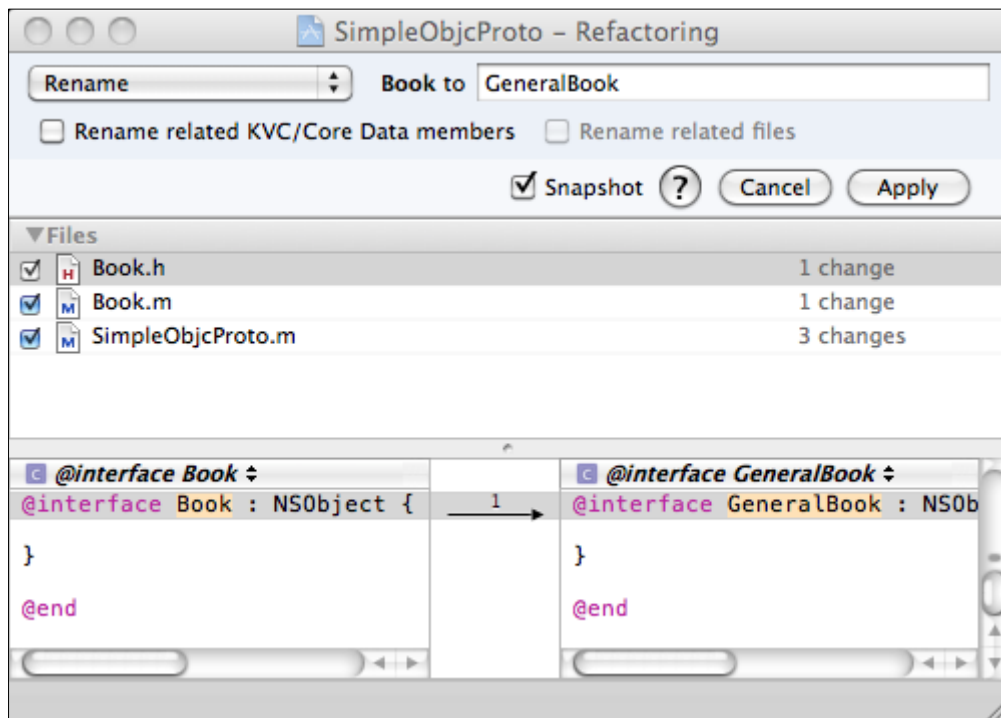 SimpleObjcProto – Refactoring
Rename Book to GeneralBook
Rename related KVC/Core Data members Rename related files
Snapshot ? Cancel Apply
Files
H Book.h 1 change
M Book.m 1 change
M SimpleObjcProto.m 3 changes
C @interface Book C @interface GeneralBook
@interface Book : NSObject { 1 @interface GeneralBook : NSOb
} }
@end @end